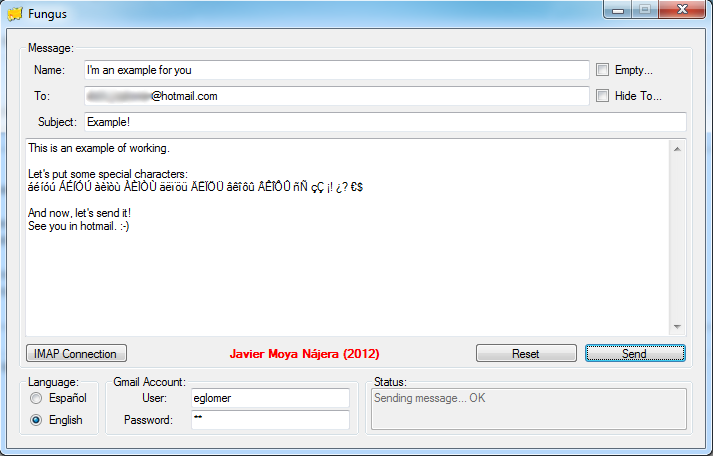 Fungus
Message:
Name: I'm an example for you Empty...
To: @hotmail.com Hide To...
Subject: Example!
This is an example of working.
Let's put some special characters:
áéíóú ÁÉÍÓÚ àèìòù ÀÈÌÒÙ äëïöü ÄËÏÖÜ âêîôû ÂÊÎÔÛ ñÑ çÇ ¡! ¿? €$
And now, let's send it!
See you in hotmail. :-)
IMAP Connection Javier Moya Nájera (2012) Reset Send
Language: Gmail Account: Status:
Español User: eglomer Sending message... OK
English Password: **